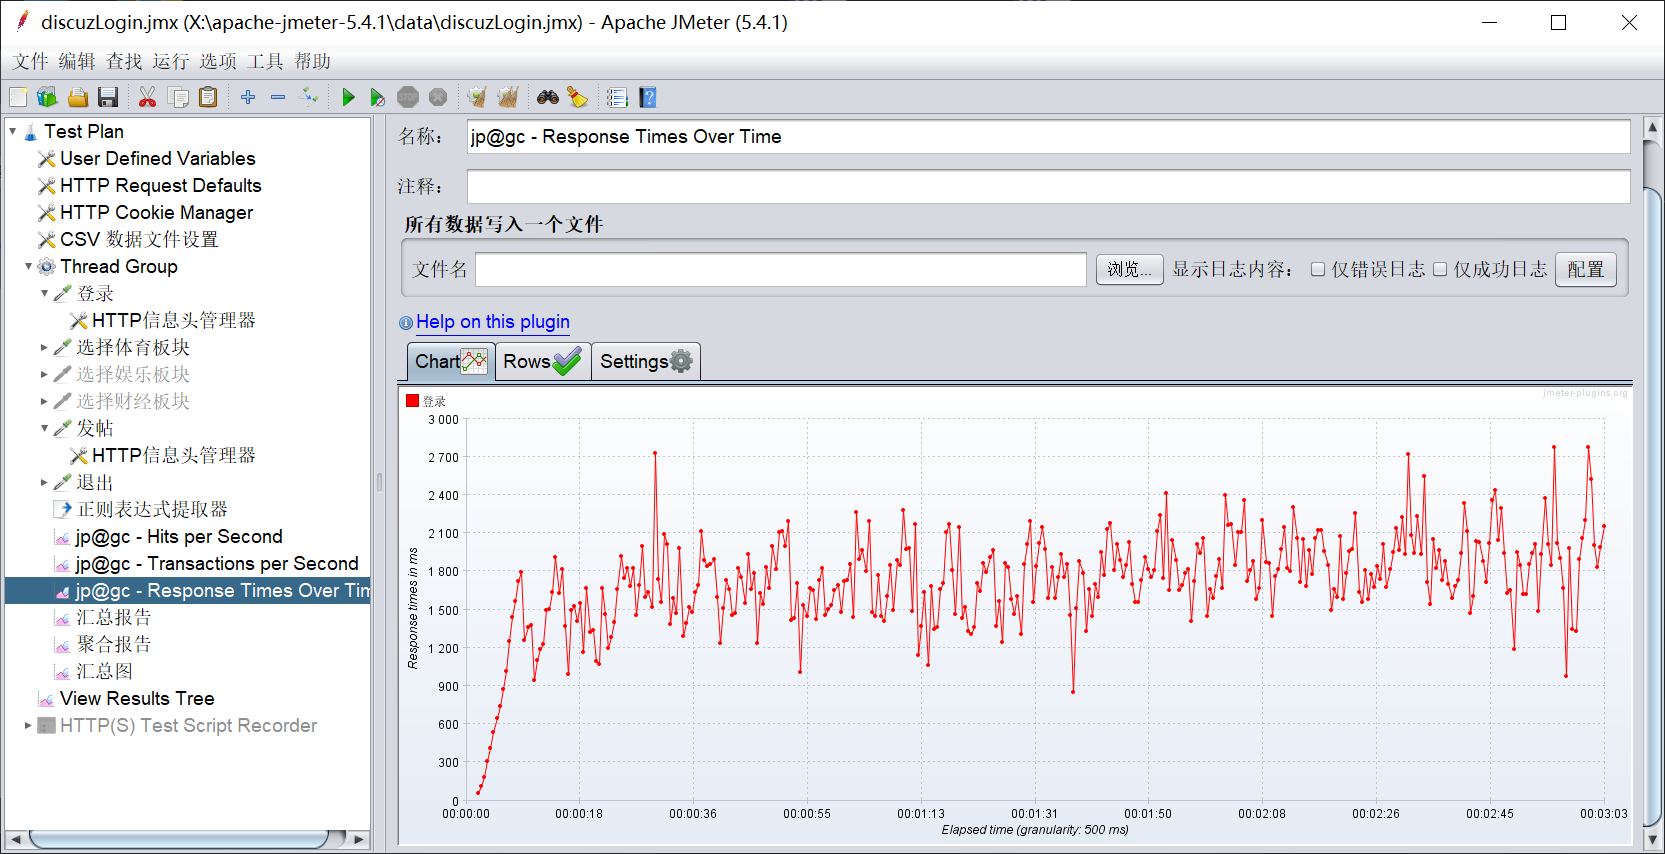 discuzLogin.jmx (X:\apache-jmeter-5.4.1\data\discuzLogin.jmx) - Apache JMeter (5.4.1)
文件 编辑 查找 运行 选项 工具 帮助
Test Plan
User Defined Variables
HTTP Request Defaults
HTTP Cookie Manager
CSV 数据文件设置
Thread Group
登录
HTTP信息头管理器
选择体育板块
选择娱乐板块
选择财经板块
发帖
HTTP信息头管理器
退出
正则表达式提取器
jp@gc - Hits per Second
jp@gc - Transactions per Second
jp@gc - Response Times Over Tim
汇总报告
聚合报告
汇总图
View Results Tree
HTTP(S) Test Script Recorder
名称： jp@gc - Response Times Over Time
注释：
所有数据写入一个文件
文件名 浏览... 显示日志内容： 仅错误日志 仅成功日志 配置
Help on this plugin
Chart Rows Settings
登录
jmeter-plugins.org
3 000
2 700
2 400
2 100
1 800
1 500
1 200
900
600
300
0
Response times in ms
00:00:00 00:00:18 00:00:36 00:00:55 00:01:13 00:01:31 00:01:50 00:02:08 00:02:26 00:02:45 00:03:03
Elapsed time (granularity: 500 ms)